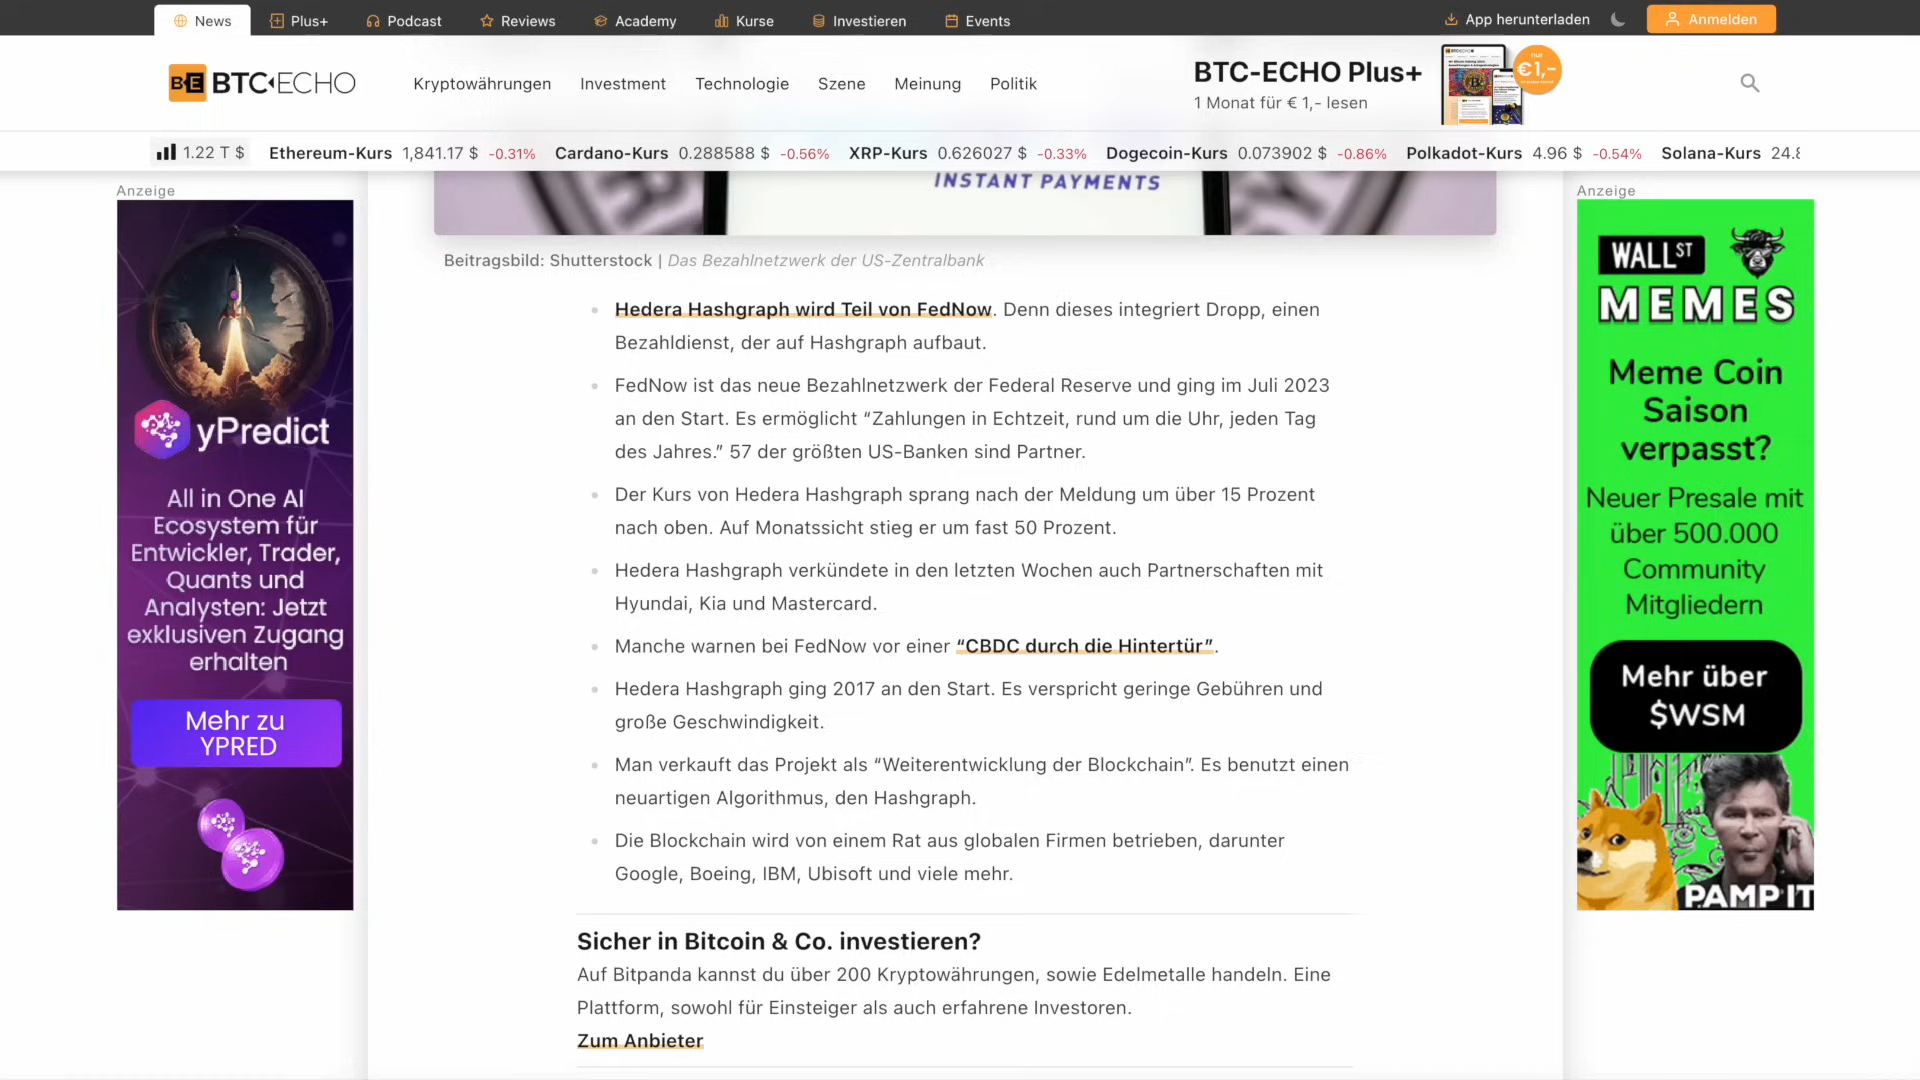 News
Plus+
Podcast
Reviews
Academy
Kurse
Investieren
Events
App herunterladen
Anmelden
BE BTC ECHO
Kryptowährungen
Investment
Technologie
Szene
Meinung
Politik
BTC-ECHO Plus+
1 Monat für € 1,- lesen
nur
€1,-
1.22 T $
Ethereum-Kurs 1,841.17 $ -0.31%
Cardano-Kurs 0.288588 $ -0.56%
XRP-Kurs 0.626027 $ -0.33%
Dogecoin-Kurs 0.073902 $ -0.86%
Polkadot-Kurs 4.96 $ -0.54%
Solana-Kurs 24.8
Anzeige
yPredict
All in One AI
Ecosystem für
Entwickler, Trader,
Quants und
Analysten: Jetzt
exklusiven Zugang
erhalten
Mehr zu
YPRED
INSTANT PAYMENTS
Beitragsbild: Shutterstock | Das Bezahlnetzwerk der US-Zentralbank
Hedera Hashgraph wird Teil von FedNow. Denn dieses integriert Dropp, einen
Bezahldienst, der auf Hashgraph aufbaut.
FedNow ist das neue Bezahlnetzwerk der Federal Reserve und ging im Juli 2023
an den Start. Es ermöglicht “Zahlungen in Echtzeit, rund um die Uhr, jeden Tag
des Jahres.” 57 der größten US-Banken sind Partner.
Der Kurs von Hedera Hashgraph sprang nach der Meldung um über 15 Prozent
nach oben. Auf Monatssicht stieg er um fast 50 Prozent.
Hedera Hashgraph verkündete in den letzten Wochen auch Partnerschaften mit
Hyundai, Kia und Mastercard.
Manche warnen bei FedNow vor einer “CBDC durch die Hintertür”.
Hedera Hashgraph ging 2017 an den Start. Es verspricht geringe Gebühren und
große Geschwindigkeit.
Man verkauft das Projekt als “Weiterentwicklung der Blockchain”. Es benutzt einen
neuartigen Algorithmus, den Hashgraph.
Die Blockchain wird von einem Rat aus globalen Firmen betrieben, darunter
Google, Boeing, IBM, Ubisoft und viele mehr.
Sicher in Bitcoin & Co. investieren?
Auf Bitpanda kannst du über 200 Kryptowährungen, sowie Edelmetalle handeln. Eine
Plattform, sowohl für Einsteiger als auch erfahrene Investoren.
Zum Anbieter
Anzeige
WALL ST
MEMES
Meme Coin
Saison
verpasst?
Neuer Presale mit
über 500.000
Community
Mitgliedern
Mehr über
$WSM
PAMP IT